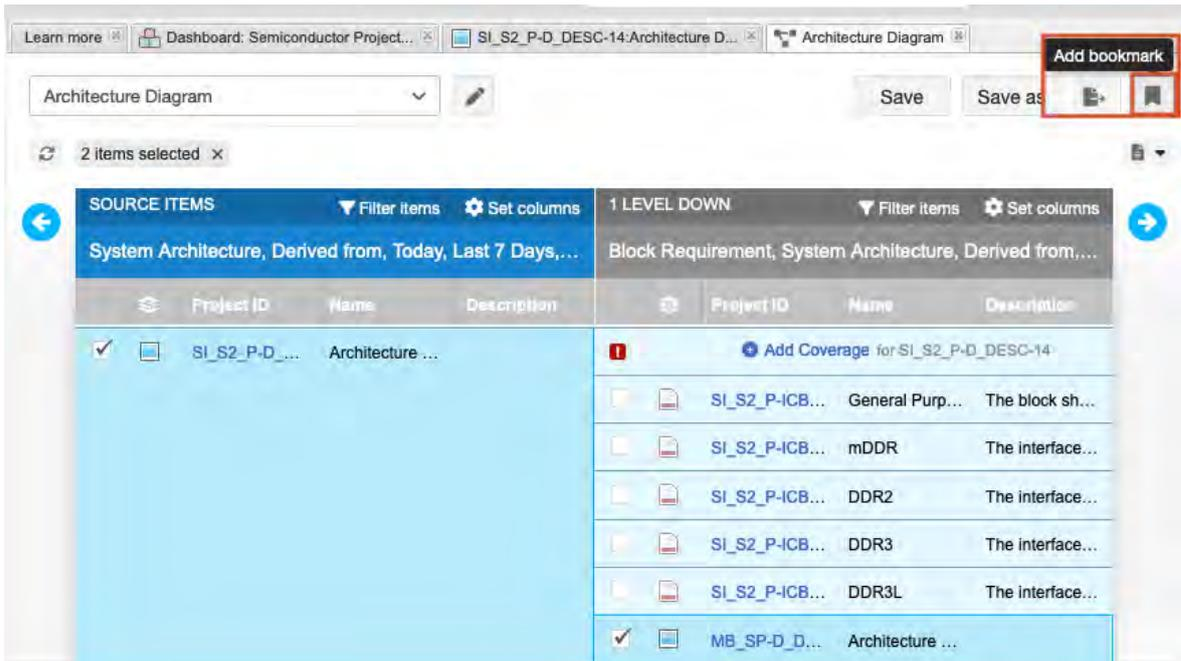 Learn more
Dashboard: Semiconductor Project...
SI_S2_P-D_DESC-14:Architecture D...
Architecture Diagram
Add bookmark
Architecture Diagram
Save
Save as
2 items selected
SOURCE ITEMS
Filter items
Set columns
1 LEVEL DOWN
Filter items
Set columns
System Architecture, Derived from, Today, Last 7 Days,...
Block Requirement, System Architecture, Derived from,...
Project ID Name Description
Project ID Name Description
SI_S2_P-D_... Architecture ...
Add Coverage for SI_S2_P-D_DESC-14
SI_S2_P-ICB... General Purp... The block sh...
SI_S2_P-ICB... mDDR The interface...
SI_S2_P-ICB... DDR2 The interface...
SI_S2_P-ICB... DDR3 The interface...
SI_S2_P-ICB... DDR3L The interface...
MB_SP-D_D... Architecture ...